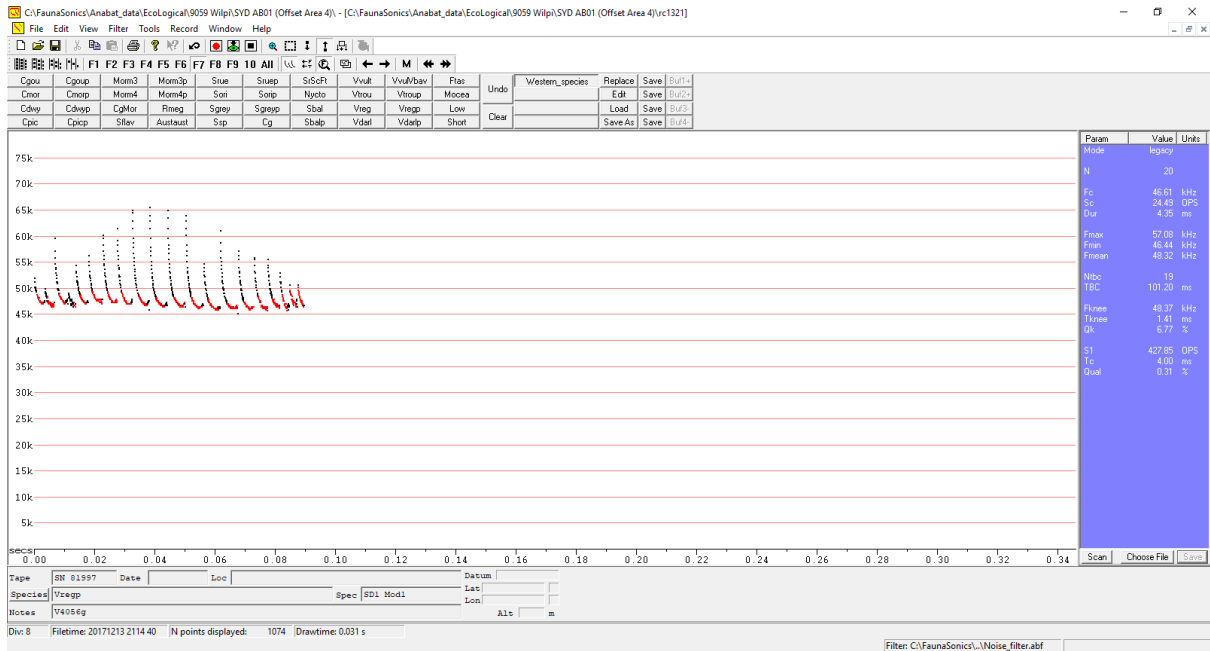 C:\FaunaSonics\Anabat_data\EcoLogical\9059 Wilpi\SYD AB01 (Offset Area 4)\ - [C:\FaunaSonics\Anabat_data\EcoLogical\9059 Wilpi\SYD AB01 (Offset Area 4)\rc1321]
File Edit View Filter Tools Record Window Help
F1 F2 F3 F4 F5 F6 F7 F8 F9 10 All M
Cgou Cgoup Morm3 Morm3p Srue Sruep SrScFt Vvult Vvul/Vbav Ftas Undo Western_species Replace Save Buf1+
Cmor Cmorp Morm4 Morm4p Sori Sorip Nycto Vtrou Vtroup Mocea Edit Save Buf2+
Cdwy Cdwyp CgMor Rmeg Sgrey Sgreyp Sbal Vreg Vregp Low Clear Load Save Buf3-
Cpic Cpicp Sflav Austaust Ssp Cg Sbalp Vdarl Vdarlp Short Save As Save Buf4-
Param Value Units
Mode legacy
N 20
Fc 46.61 kHz
Sc 24.49 OPS
Dur 4.35 ms
Fmax 57.08 kHz
Fmin 46.44 kHz
Fmean 48.32 kHz
Ntbc 19
TBC 101.20 ms
Fknee 48.37 kHz
Tknee 1.41 ms
Qk 6.77 %
S1 427.85 OPS
Tc 4.00 ms
Qual 0.31 %
75k
70k
65k
60k
55k
50k
45k
40k
35k
30k
25k
20k
15k
10k
5k
secs
0.00 0.02 0.04 0.06 0.08 0.10 0.12 0.14 0.16 0.18 0.20 0.22 0.24 0.26 0.28 0.30 0.32 0.34
Scan Choose File Save
Tape SN 81997 Date Loc Datum
Species Vregp Spec SD1 Mod1 Lat
Lon
Notes V4056g Alt m
Div: 8 Filetime: 20171213 2114 40 N points displayed: 1074 Drawtime: 0.031 s
Filter: C:\FaunaSonics\..\Noise_filter.abf